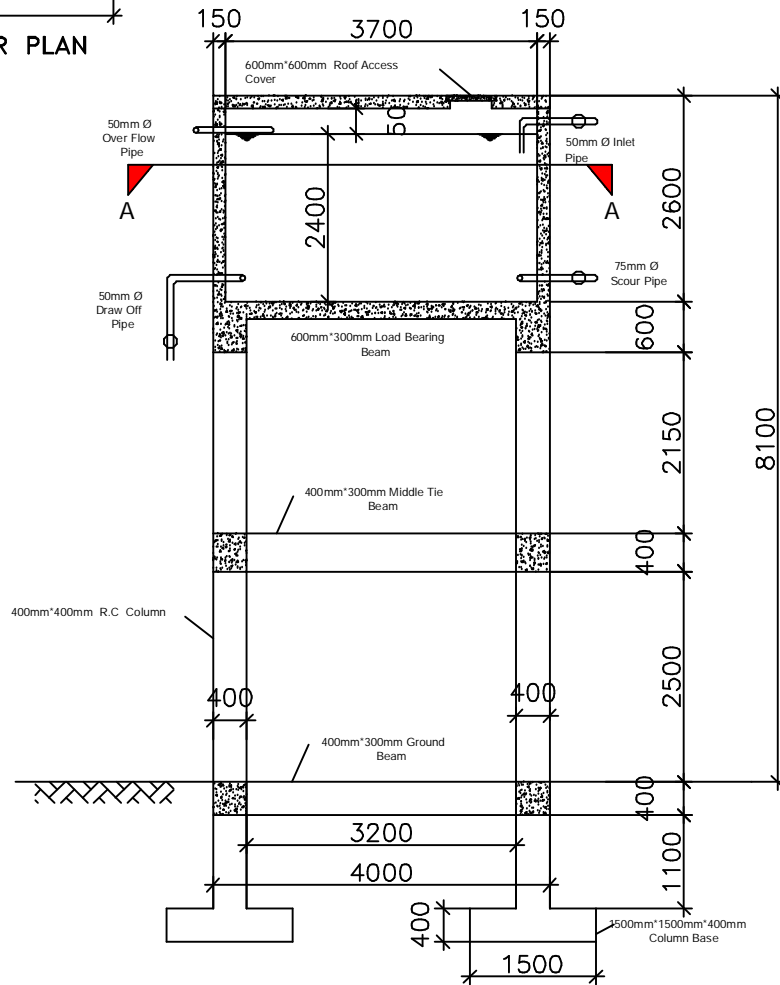 150
3700
150
R PLAN
600mm*600mm Roof Access
Cover
50mm Ø
Over Flow
Pipe
50
50mm Ø Inlet
Pipe
A
A
2400
2600
75mm Ø
Scour Pipe
50mm Ø
Draw Off
Pipe
600mm*300mm Load Bearing
Beam
600
2150
8100
400mm*300mm Middle Tie
Beam
400
400mm*400mm R.C Column
2500
400
400
400mm*300mm Ground
Beam
400
3200
1100
4000
400
1500mm*1500mm*400mm
Column Base
1500